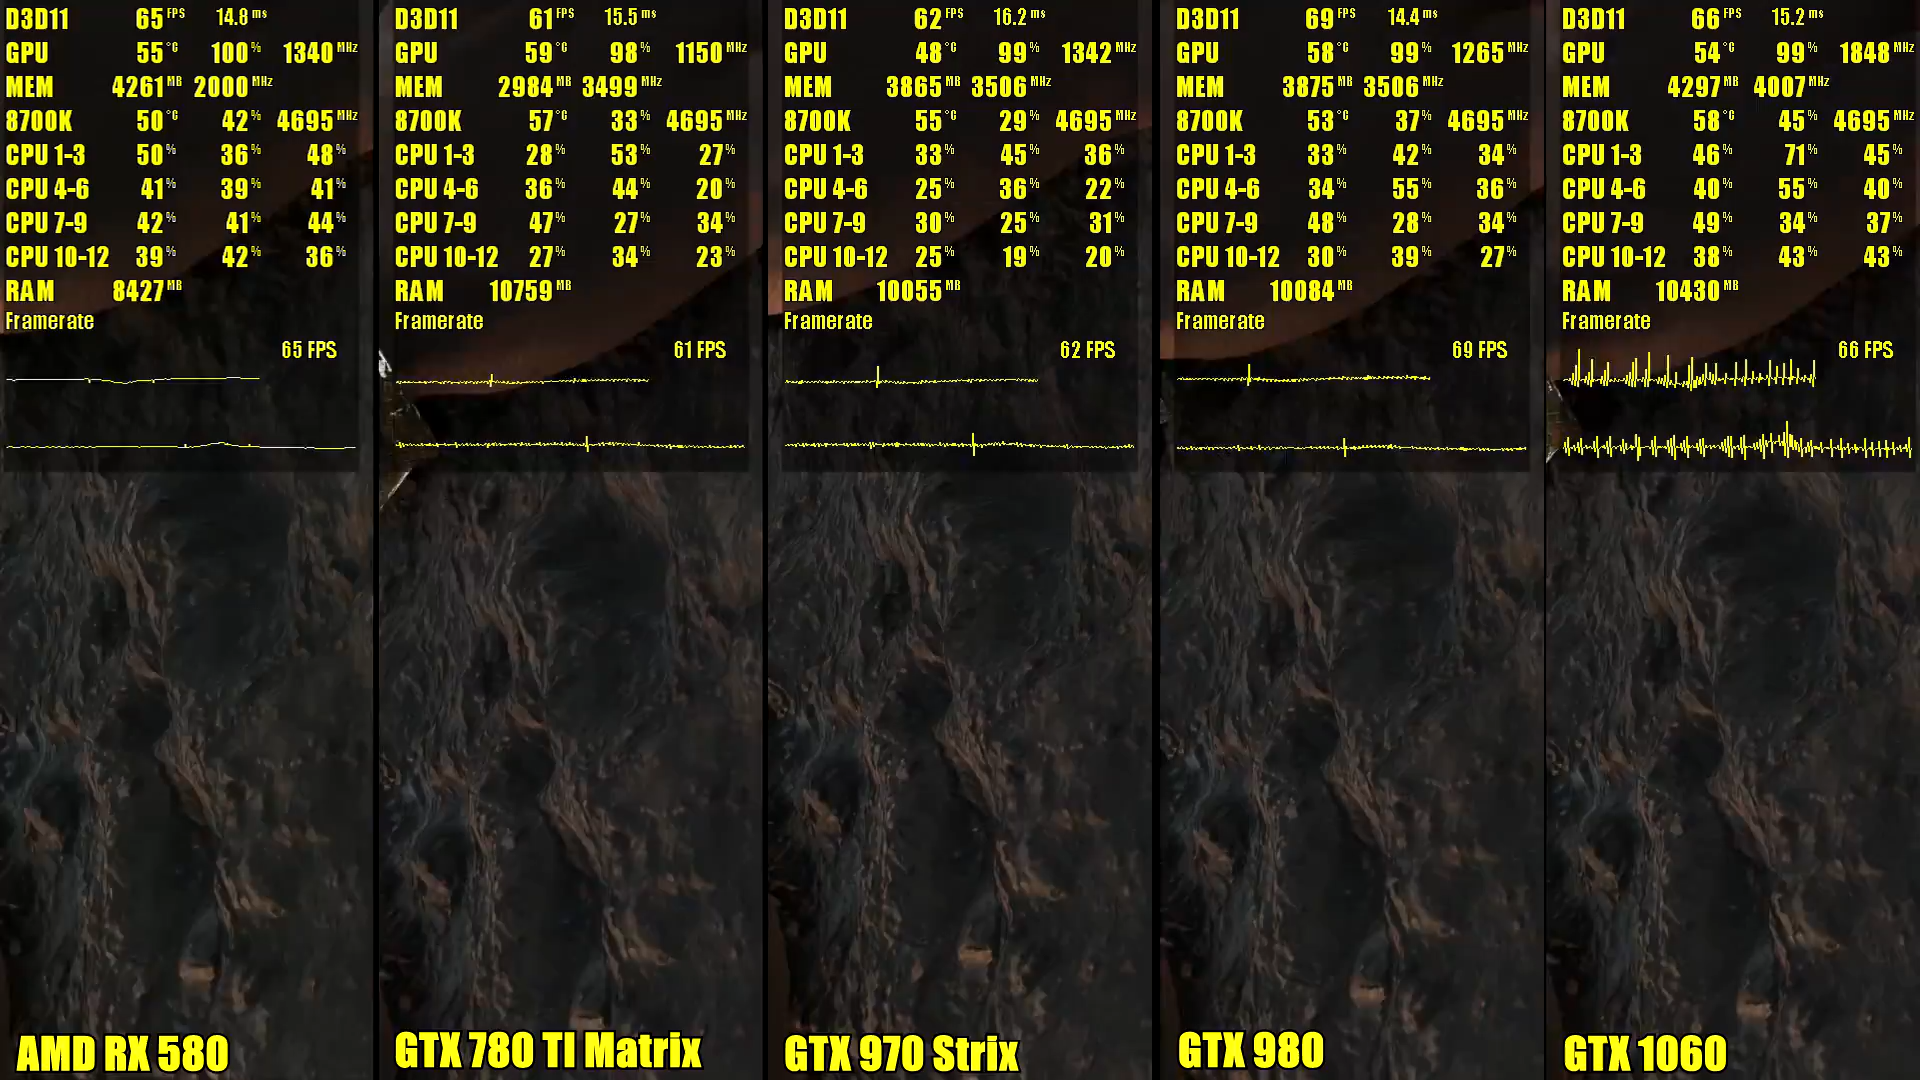 D3D11 65 FPS 14.8 ms
GPU 55 °C 100 % 1340 MHz
MEM 4261 MB 2000 MHz
8700K 50 °C 42 % 4695 MHz
CPU 1-3 50 % 36 % 48 %
CPU 4-6 41 % 39 % 41 %
CPU 7-9 42 % 41 % 44 %
CPU 10-12 39 % 42 % 36 %
RAM 8427 MB
Framerate
65 FPS
AMD RX 580
D3D11 61 FPS 15.5 ms
GPU 59 °C 98 % 1150 MHz
MEM 2984 MB 3499 MHz
8700K 57 °C 33 % 4695 MHz
CPU 1-3 28 % 53 % 27 %
CPU 4-6 36 % 44 % 20 %
CPU 7-9 47 % 27 % 34 %
CPU 10-12 27 % 34 % 23 %
RAM 10759 MB
Framerate
61 FPS
GTX 780 TI Matrix
D3D11 62 FPS 16.2 ms
GPU 48 °C 99 % 1342 MHz
MEM 3865 MB 3506 MHz
8700K 55 °C 29 % 4695 MHz
CPU 1-3 33 % 45 % 36 %
CPU 4-6 25 % 36 % 22 %
CPU 7-9 30 % 25 % 31 %
CPU 10-12 25 % 19 % 20 %
RAM 10055 MB
Framerate
62 FPS
GTX 970 Strix
D3D11 69 FPS 14.4 ms
GPU 58 °C 99 % 1265 MHz
MEM 3875 MB 3506 MHz
8700K 53 °C 37 % 4695 MHz
CPU 1-3 33 % 42 % 34 %
CPU 4-6 34 % 55 % 36 %
CPU 7-9 48 % 28 % 34 %
CPU 10-12 30 % 39 % 27 %
RAM 10084 MB
Framerate
69 FPS
GTX 980
D3D11 66 FPS 15.2 ms
GPU 54 °C 99 % 1848 MHz
MEM 4297 MB 4007 MHz
8700K 58 °C 45 % 4695 MHz
CPU 1-3 46 % 71 % 45 %
CPU 4-6 40 % 55 % 40 %
CPU 7-9 49 % 34 % 37 %
CPU 10-12 38 % 43 % 43 %
RAM 10430 MB
Framerate
66 FPS
GTX 1060